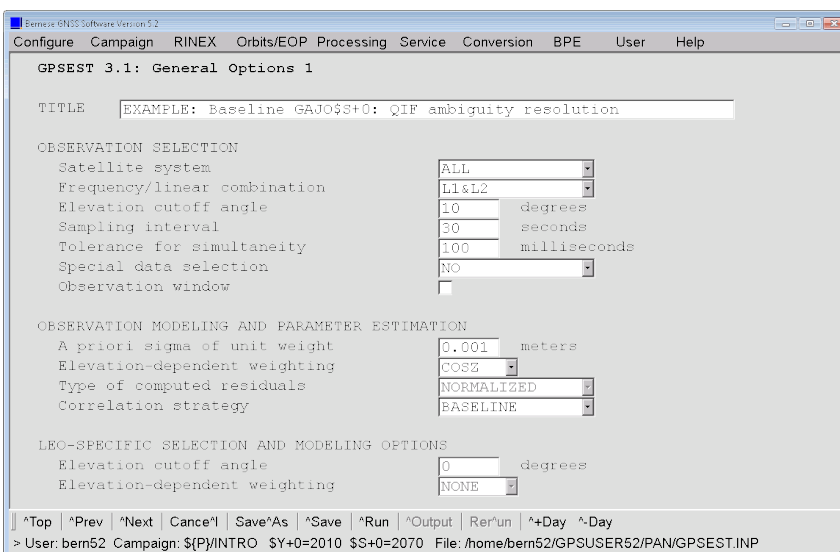 Bernese GNSS Software Version 5.2
Configure Campaign RINEX Orbits/EOP Processing Service Conversion BPE User Help
GPSEST 3.1: General Options 1
TITLE EXAMPLE: Baseline GAJO$S+0: QIF ambiguity resolution
OBSERVATION SELECTION
Satellite system ALL
Frequency/linear combination L1&L2
Elevation cutoff angle 10 degrees
Sampling interval 30 seconds
Tolerance for simultaneity 100 milliseconds
Special data selection NO
Observation window
OBSERVATION MODELING AND PARAMETER ESTIMATION
A priori sigma of unit weight 0.001 meters
Elevation-dependent weighting COSZ
Type of computed residuals NORMALIZED
Correlation strategy BASELINE
LEO-SPECIFIC SELECTION AND MODELING OPTIONS
Elevation cutoff angle 0 degrees
Elevation-dependent weighting NONE
^Top ^Prev ^Next Cance^l Save^As ^Save ^Run ^Output Rer^un ^+Day ^-Day
> User: bern52 Campaign: ${P}/INTRO $Y+0=2010 $S+0=2070 File: /home/bern52/GPSUSER52/PAN/GPSEST.INP